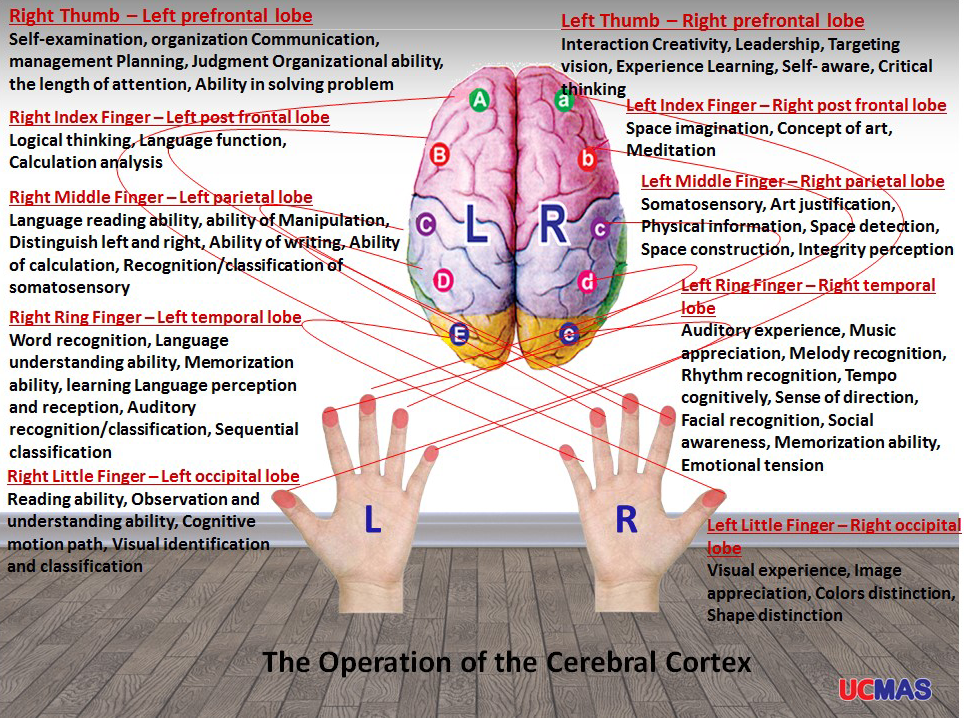 Right Thumb – Left prefrontal lobe
Self-examination, organization Communication,
management Planning, Judgment Organizational ability,
the length of attention, Ability in solving problem
Right Index Finger – Left post frontal lobe
Logical thinking, Language function,
Calculation analysis
Right Middle Finger – Left parietal lobe
Language reading ability, ability of Manipulation,
Distinguish left and right, Ability of writing, Ability
of calculation, Recognition/classification of
somatosensory
Right Ring Finger – Left temporal lobe
Word recognition, Language
understanding ability, Memorization
ability, learning Language perception
and reception, Auditory
recognition/classification, Sequential
classification
Right Little Finger – Left occipital lobe
Reading ability, Observation and
understanding ability, Cognitive
motion path, Visual identification
and classification
Left Thumb – Right prefrontal lobe
Interaction Creativity, Leadership, Targeting
vision, Experience Learning, Self- aware, Critical
thinking
Left Index Finger – Right post frontal lobe
Space imagination, Concept of art,
Meditation
Left Middle Finger – Right parietal lobe
Somatosensory, Art justification,
Physical information, Space detection,
Space construction, Integrity perception
Left Ring Finger – Right temporal
lobe
Auditory experience, Music
appreciation, Melody recognition,
Rhythm recognition, Tempo
cognitively, Sense of direction,
Facial recognition, Social
awareness, Memorization ability,
Emotional tension
Left Little Finger – Right occipital
lobe
Visual experience, Image
appreciation, Colors distinction,
Shape distinction
A a
B b
L R
C c
D d
E e
L R
The Operation of the Cerebral Cortex
UCMAS